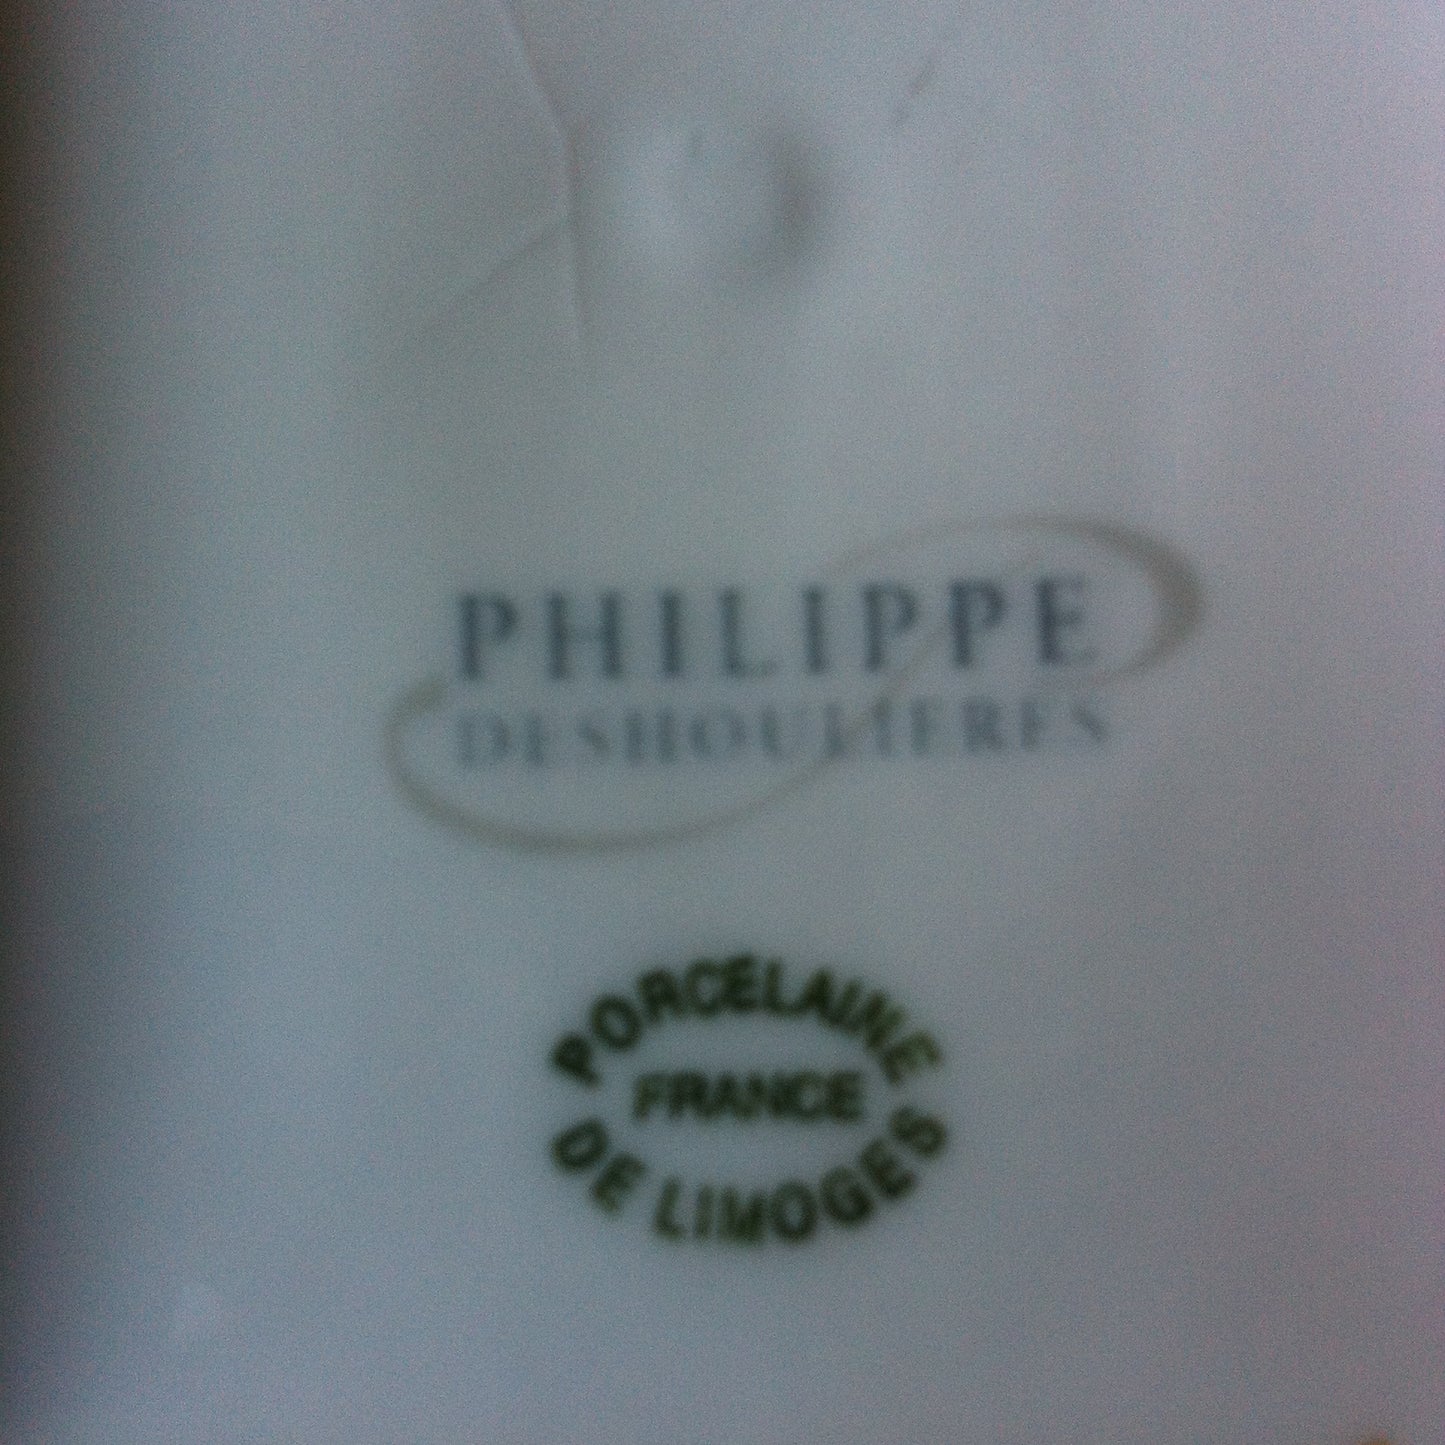 PHILIPPE
DESHOULIERES
PORCELAINE
FRANCE
DE LIMOGES